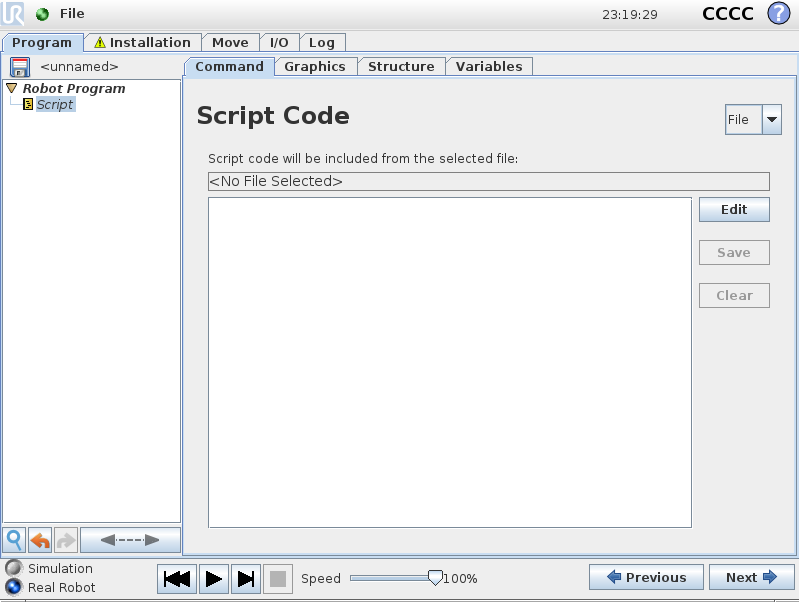 UR File 23:19:29 CCCC ?
Program Installation Move I/O Log
<unnamed> Command Graphics Structure Variables
Robot Program
Script
Script Code
File
Script code will be included from the selected file:
<No File Selected>
Edit
Save
Clear
Simulation
Real Robot
Speed 100% Previous Next